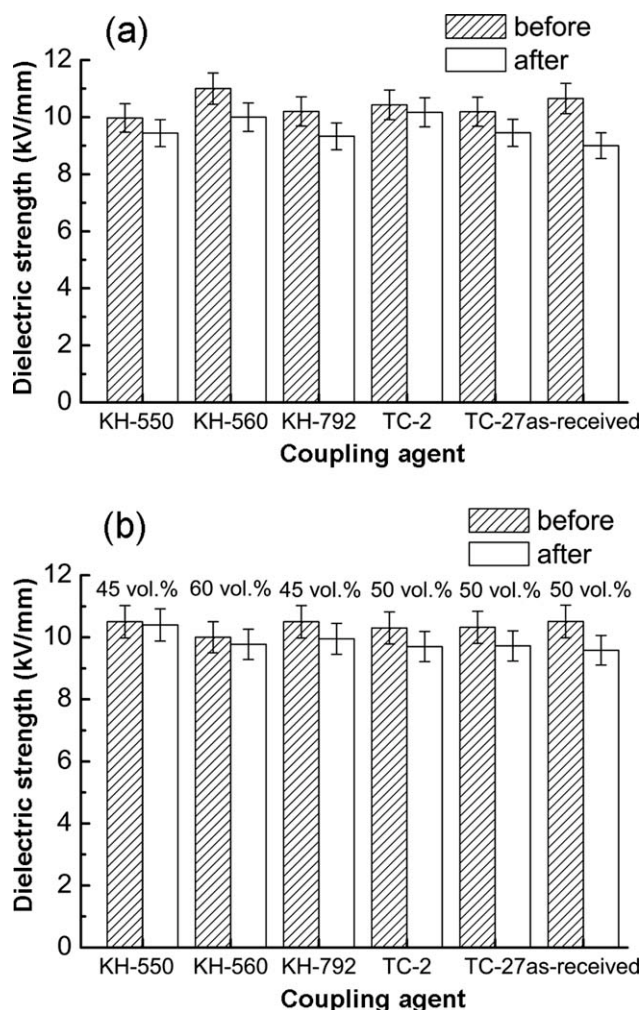 (a)
before
after
Dielectric strength (kV/mm)
12
10
8
6
4
2
0
KH-550 KH-560 KH-792 TC-2 TC-27as-received
Coupling agent
(b)
before
after
Dielectric strength (kV/mm)
12
10
8
6
4
2
0
45 vol.% 60 vol.% 45 vol.% 50 vol.% 50 vol.% 50 vol.%
KH-550 KH-560 KH-792 TC-2 TC-27as-received
Coupling agent